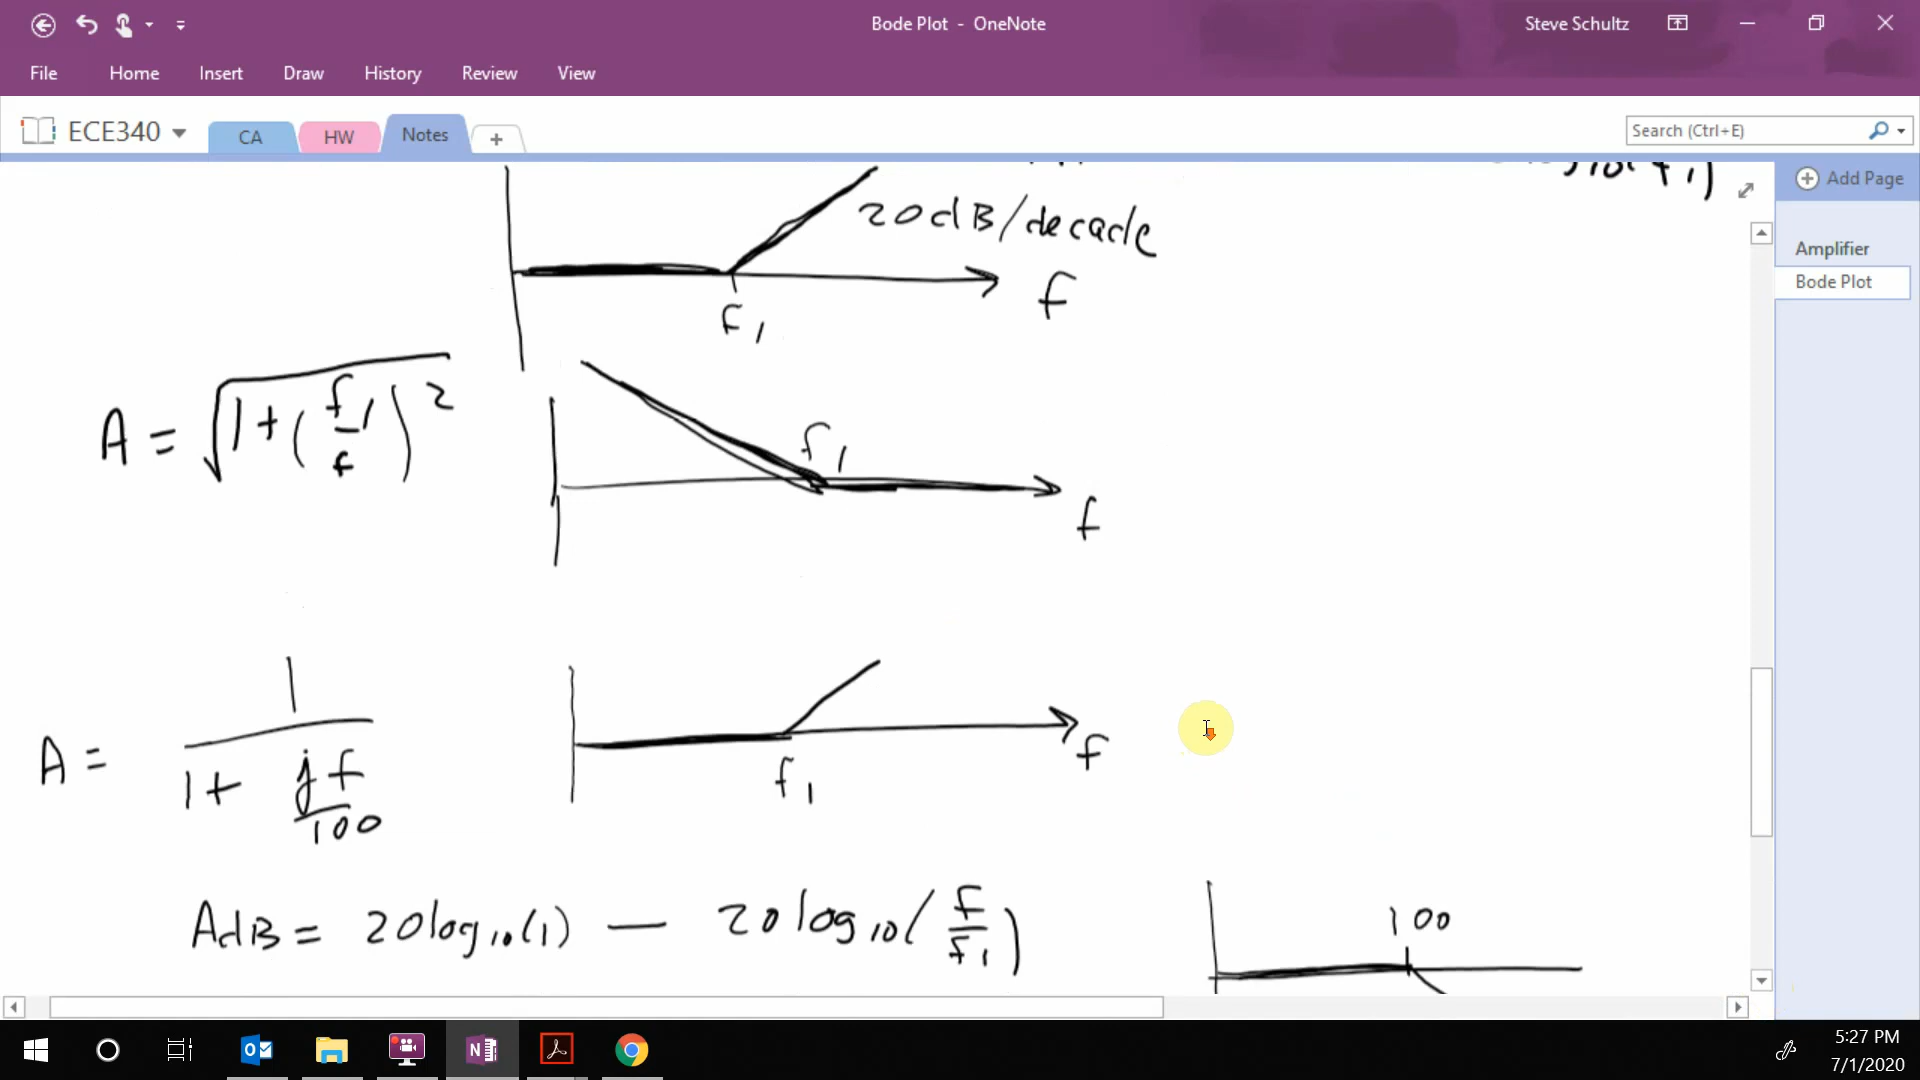 Bode Plot - OneNote
Steve Schultz
File Home Insert Draw History Review View
ECE340 CA HW Notes
Search (Ctrl+E)
Add Page
Amplifier
Bode Plot
20dB/decade
f
f1
A = √(1+(f1/f)^2)
f1
f
A = 1/(1+ jf/100)
f1
f
AdB = 20log10(1) — 20log10(f/f1)
100
5:27 PM
7/1/2020